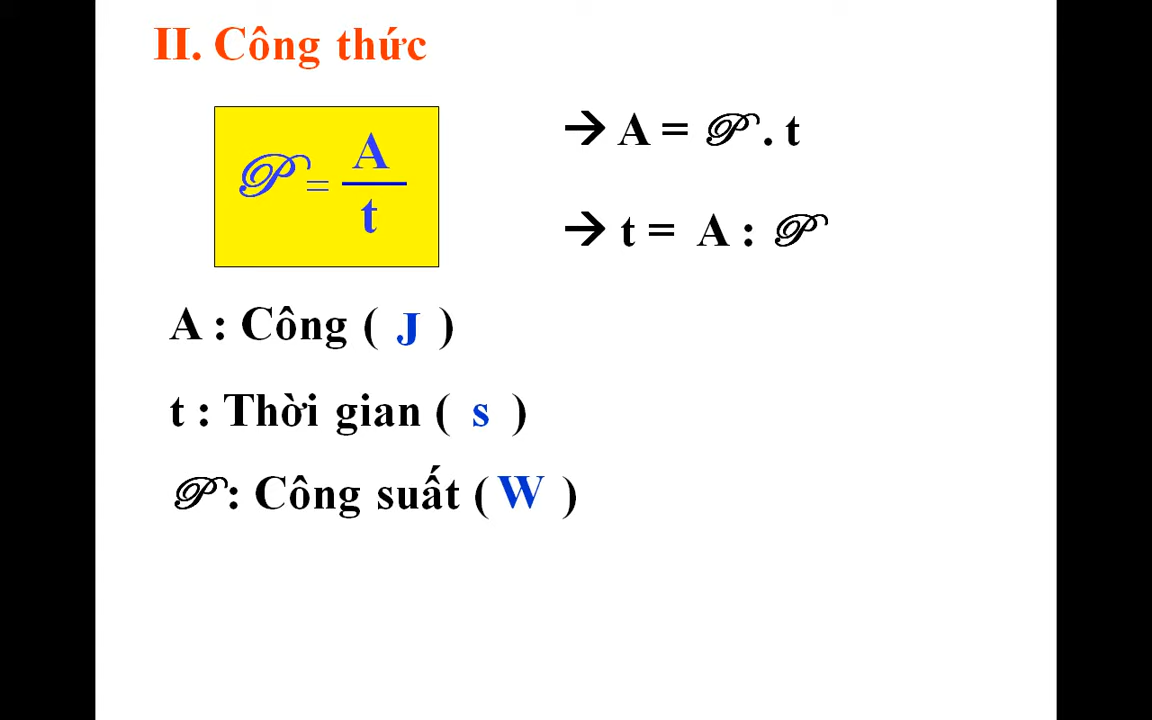 II. Công thức
𝒫 = A / t
→ A = 𝒫 . t
→ t = A : 𝒫
A : Công ( J )
t : Thời gian ( s )
𝒫 : Công suất ( W )